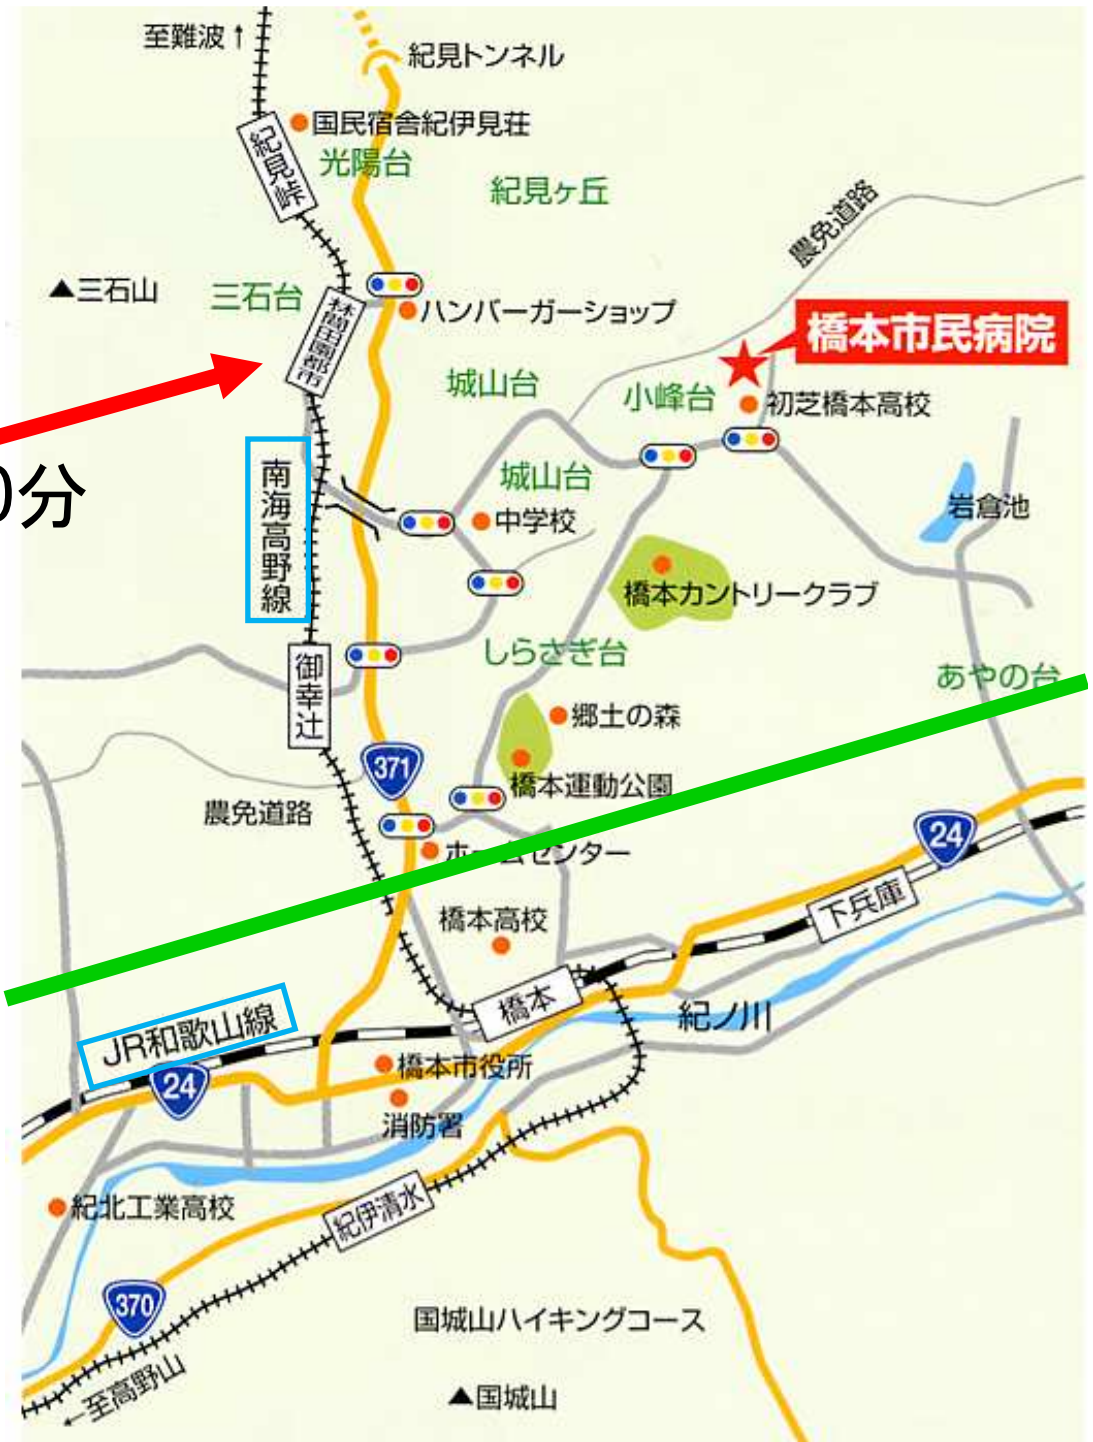 至難波↑
紀見トンネル
国民宿舎紀伊見荘
紀見峠
光陽台
紀見ヶ丘
農免道路
▲三石山
三石台
林間田園都市
ハンバーガーショップ
橋本市民病院
城山台
小峰台
初芝橋本高校
南海高野線
0分
城山台
中学校
岩倉池
橋本カントリークラブ
御幸辻
しらさぎ台
あやの台
郷土の森
371
橋本運動公園
農免道路
24
ホームセンター
下兵庫
橋本高校
橋本
紀ノ川
JR和歌山線
24
橋本市役所
消防署
紀北工業高校
紀伊清水
370
国城山ハイキングコース
←至高野山
▲国城山